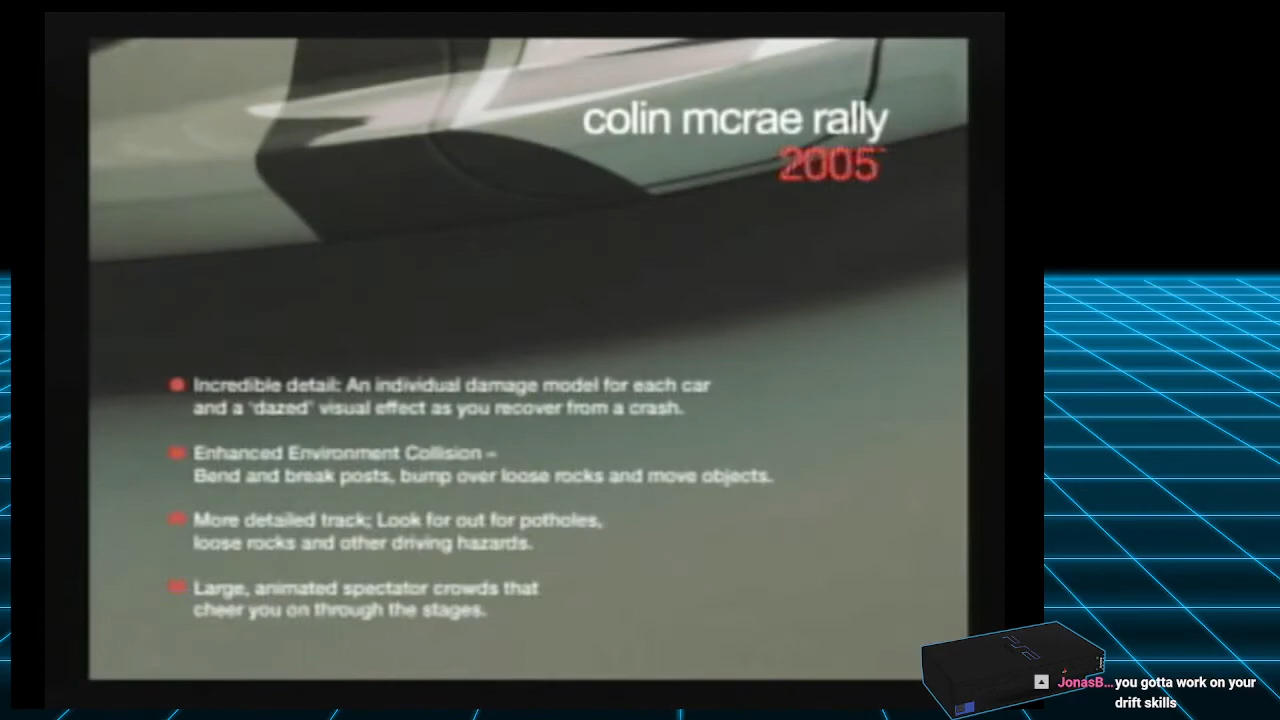 colin mcrae rally
2005
Incredible detail: An individual damage model for each car
and a 'dazed' visual effect as you recover from a crash.
Enhanced Environment Collision –
Bend and break posts, bump over loose rocks and move objects.
More detailed track; Look for out for potholes,
loose rocks and other driving hazards.
Large, animated spectator crowds that
cheer you on through the stages.
PS2
JonasB... you gotta work on your
drift skills